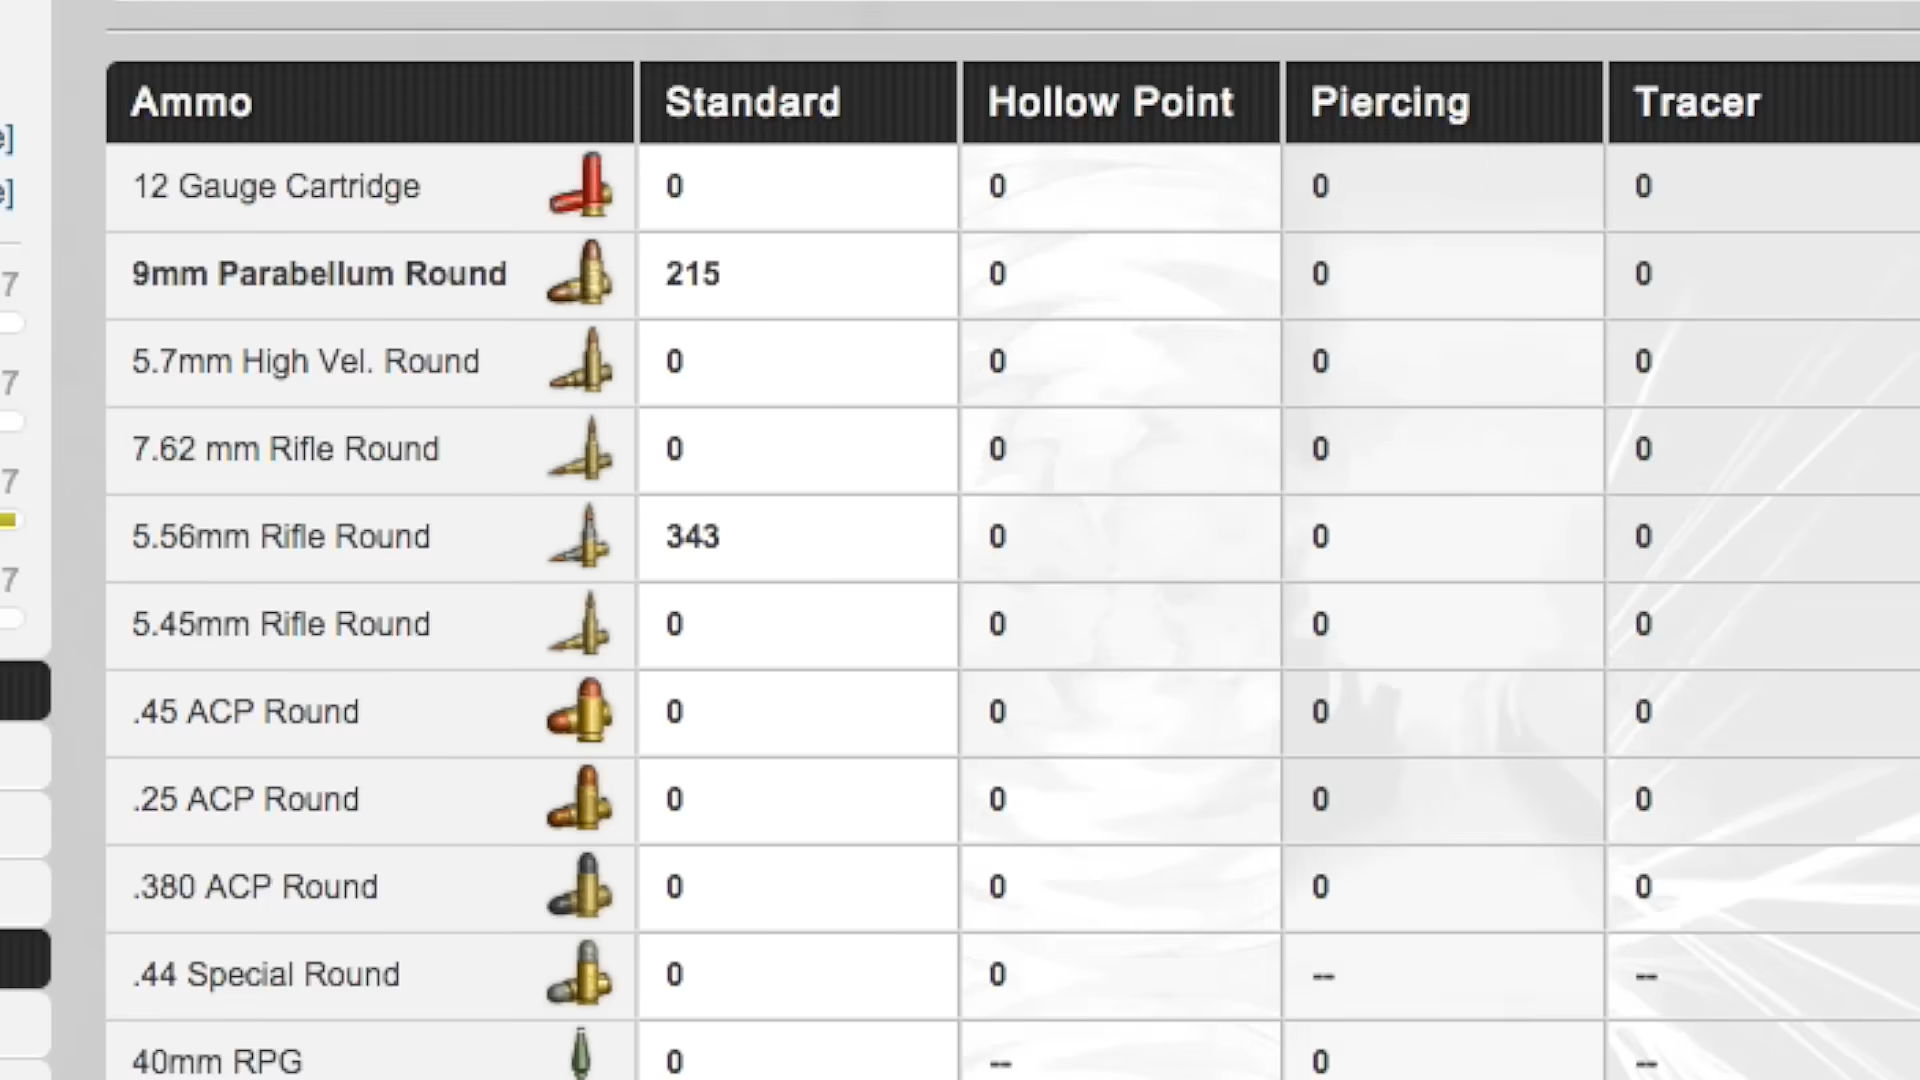 Ammo Standard Hollow Point Piercing Tracer
12 Gauge Cartridge 0 0 0 0
9mm Parabellum Round 215 0 0 0
5.7mm High Vel. Round 0 0 0 0
7.62 mm Rifle Round 0 0 0 0
5.56mm Rifle Round 343 0 0 0
5.45mm Rifle Round 0 0 0 0
.45 ACP Round 0 0 0 0
.25 ACP Round 0 0 0 0
.380 ACP Round 0 0 0 0
.44 Special Round 0 0 -- --
40mm RPG 0 -- 0 --
e]
e]
7
7
7
7